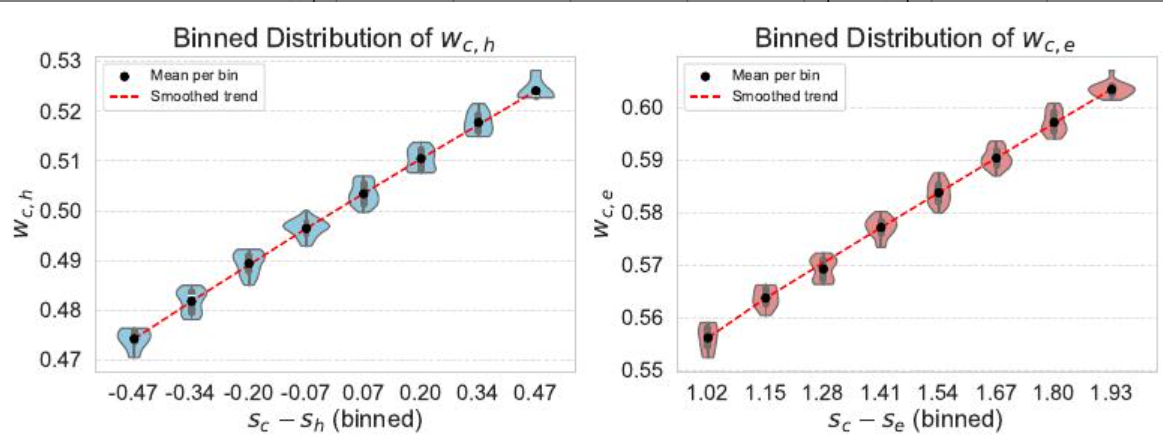 Binned Distribution of w_{c,h}
Mean per bin
Smoothed trend
0.53
0.52
0.51
0.50
0.49
0.48
0.47
w_{c,h}
-0.47 -0.34 -0.20 -0.07 0.07 0.20 0.34 0.47
s_c − s_h (binned)
Binned Distribution of w_{c,e}
Mean per bin
Smoothed trend
0.60
0.59
0.58
0.57
0.56
0.55
w_{c,e}
1.02 1.15 1.28 1.41 1.54 1.67 1.80 1.93
s_c − s_e (binned)